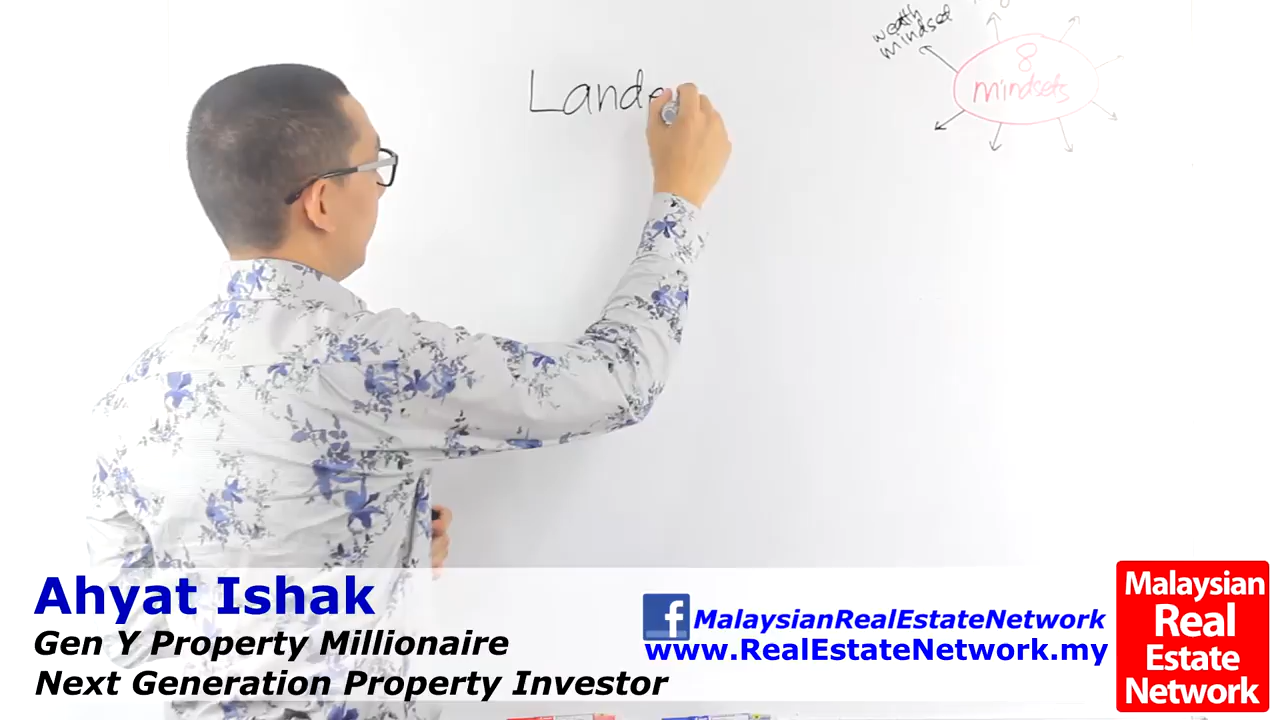 wealth
mindset
8
mindsets
Lande
Ahyat Ishak
Gen Y Property Millionaire
Next Generation Property Investor
f
MalaysianRealEstateNetwork
www.RealEstateNetwork.my
Malaysian
Real
Estate
Network